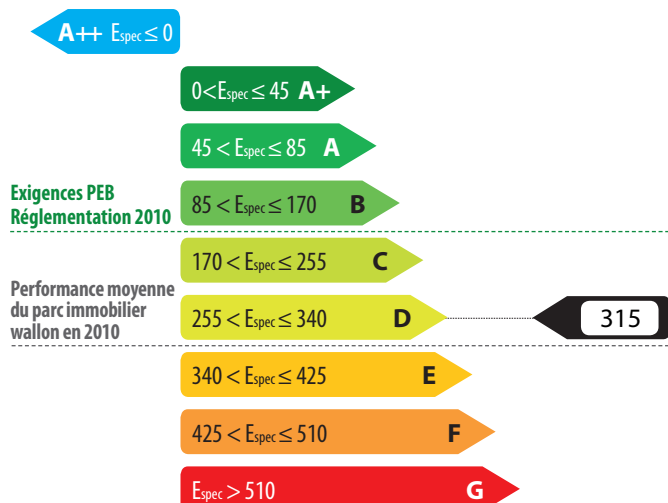 A++ Espec ≤ 0
0 < Espec ≤ 45 A+
45 < Espec ≤ 85 A
Exigences PEB
Réglementation 2010
85 < Espec ≤ 170 B
170 < Espec ≤ 255 C
Performance moyenne
du parc immobilier
wallon en 2010
255 < Espec ≤ 340 D
315
340 < Espec ≤ 425 E
425 < Espec ≤ 510 F
Espec > 510 G